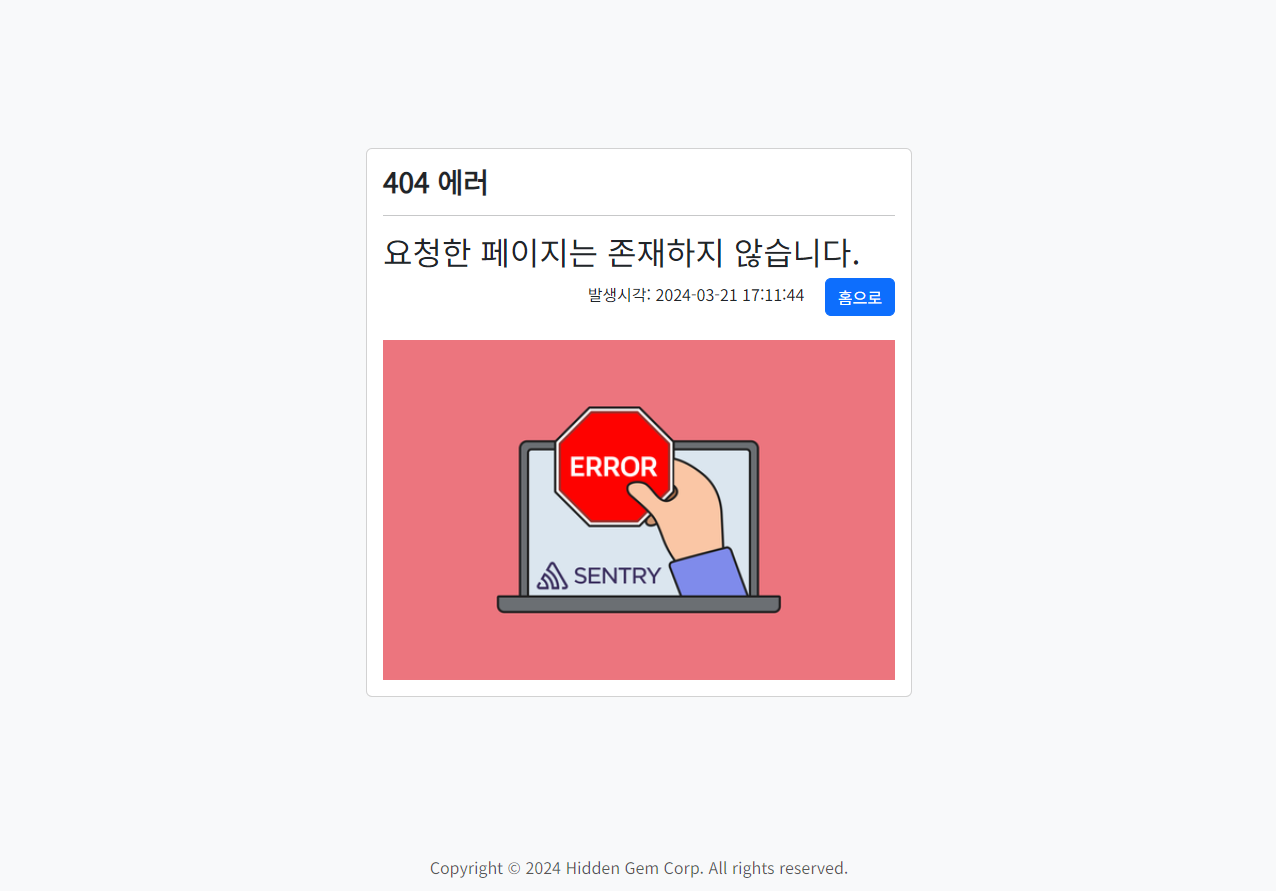 404 에러
요청한 페이지는 존재하지 않습니다.
발생시각: 2024-03-21 17:11:44 홈으로
ERROR
SENTRY
Copyright © 2024 Hidden Gem Corp. All rights reserved.